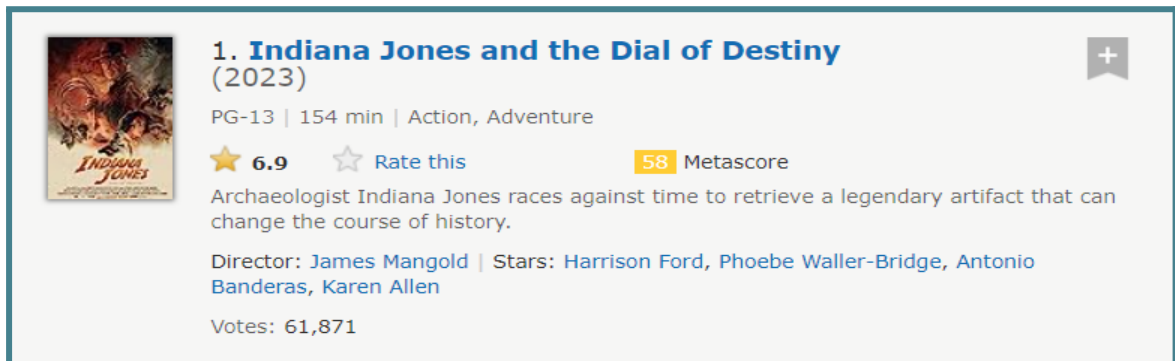 1. Indiana Jones and the Dial of Destiny
(2023)
PG-13 | 154 min | Action, Adventure
6.9 Rate this 58 Metascore
Archaeologist Indiana Jones races against time to retrieve a legendary artifact that can
change the course of history.
Director: James Mangold | Stars: Harrison Ford, Phoebe Waller-Bridge, Antonio
Banderas, Karen Allen
Votes: 61,871
INDIANA
JONES